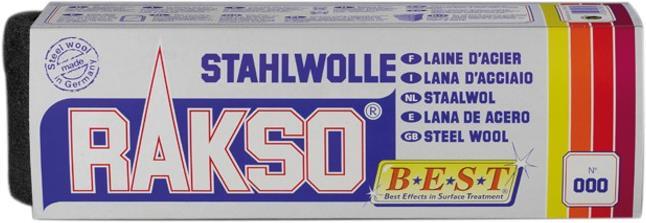 Steel wool
made
in Germany
STAHLWOLLE
RAKSO®
F LAINE D'ACIER
I LANA D'ACCIAIO
NL STAALWOL
E LANA DE ACERO
GB STEEL WOOL
B★E★S★T
Best Effects in Surface Treatment
N°
000